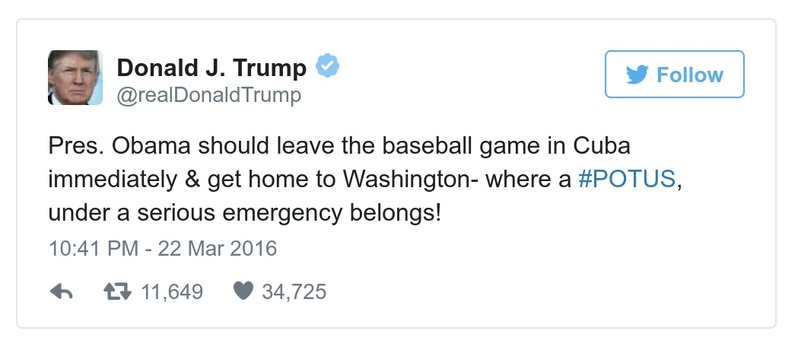 Donald J. Trump
@realDonaldTrump
Follow
Pres. Obama should leave the baseball game in Cuba
immediately & get home to Washington- where a #POTUS,
under a serious emergency belongs!
10:41 PM - 22 Mar 2016
11,649 34,725